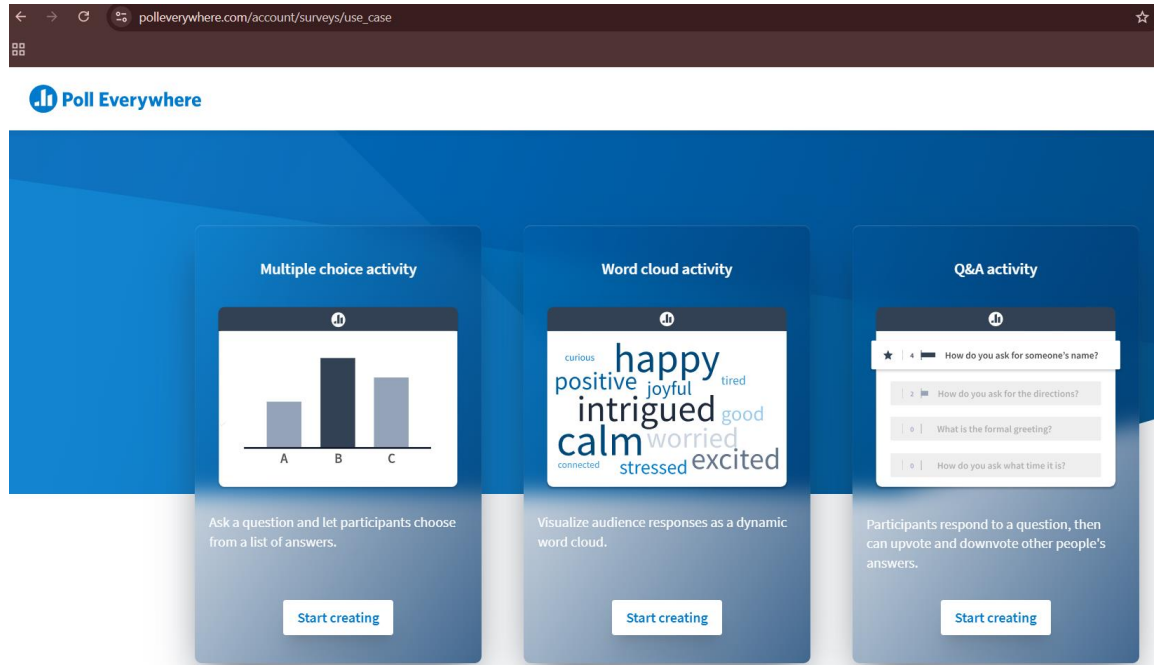 polleverywhere.com/account/surveys/use_case
Poll Everywhere
Multiple choice activity
A B C
Ask a question and let participants choose
from a list of answers.
Start creating
Word cloud activity
curious happy
positive joyful tired
intrigued good
calm worried
connected stressed excited
Visualize audience responses as a dynamic
word cloud.
Start creating
Q&A activity
4 How do you ask for someone's name?
2 How do you ask for the directions?
0 What is the formal greeting?
0 How do you ask what time it is?
Participants respond to a question, then
can upvote and downvote other people's
answers.
Start creating